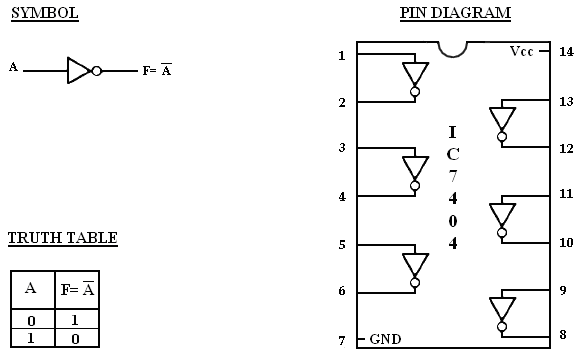 SYMBOL
A F= A̅
TRUTH TABLE
A F= A̅
0 1
1 0
PIN DIAGRAM
1 Vcc 14
2 13
3 12
4 11
5 10
6 9
7 GND 8
I
C
7
4
0
4